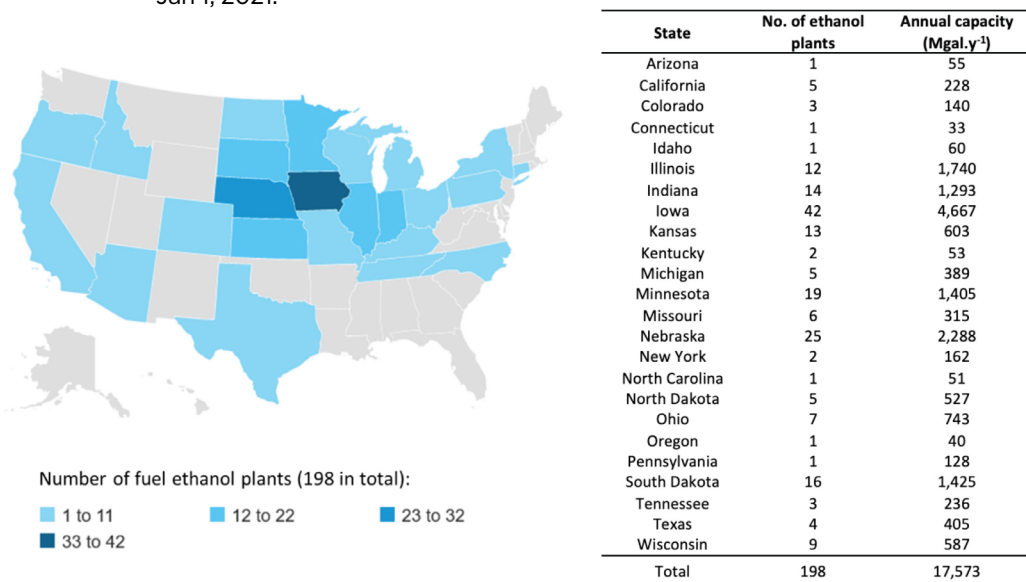 Jan 1, 2021.
State No. of ethanol plants Annual capacity (Mgal.y⁻¹)
Arizona 1 55
California 5 228
Colorado 3 140
Connecticut 1 33
Idaho 1 60
Illinois 12 1,740
Indiana 14 1,293
Iowa 42 4,667
Kansas 13 603
Kentucky 2 53
Michigan 5 389
Minnesota 19 1,405
Missouri 6 315
Nebraska 25 2,288
New York 2 162
North Carolina 1 51
North Dakota 5 527
Ohio 7 743
Oregon 1 40
Pennsylvania 1 128
South Dakota 16 1,425
Tennessee 3 236
Texas 4 405
Wisconsin 9 587
Total 198 17,573
Number of fuel ethanol plants (198 in total):
1 to 11 12 to 22 23 to 32
33 to 42